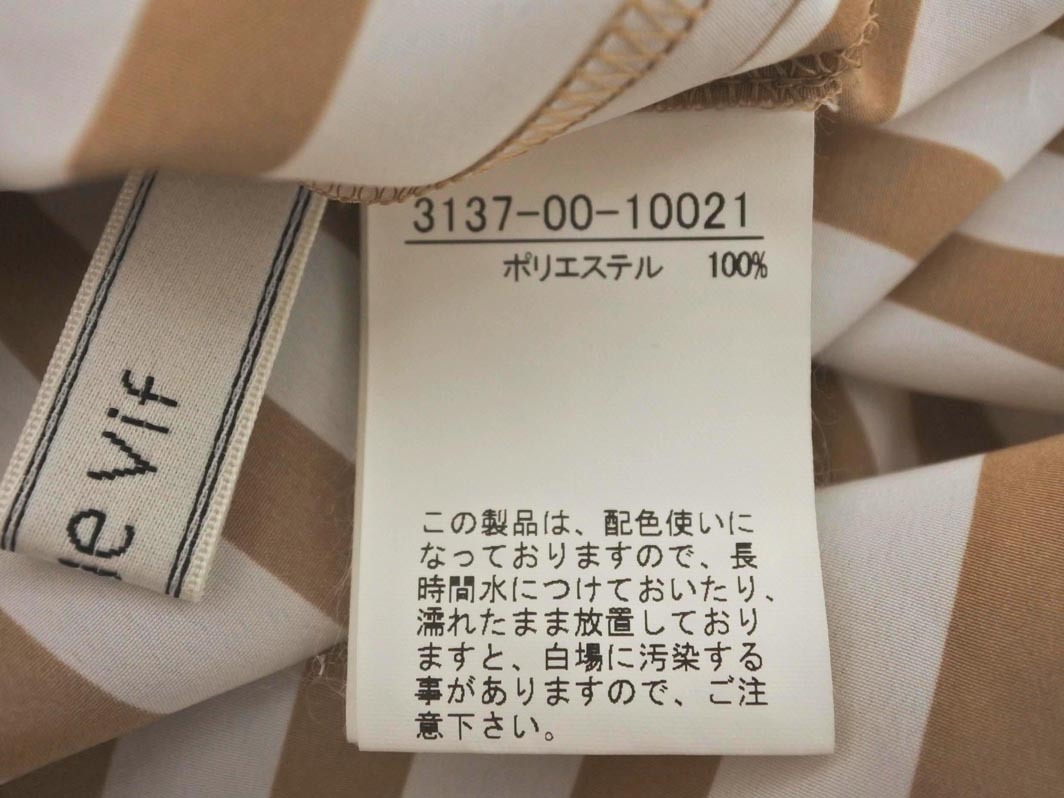 3137-00-10021
ポリエステル 100%
この製品は、配色使いに
なっておりますので、長
時間水につけておいたり、
濡れたまま放置しており
ますと、白場に汚染する
事がありますので、ご注
意下さい。
Vif